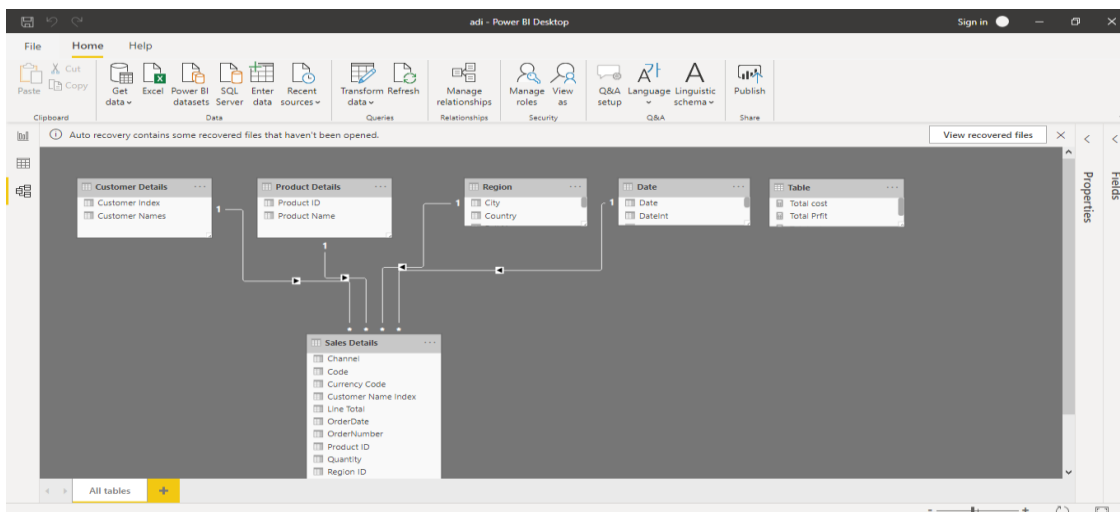 adi - Power BI Desktop
Sign in
File Home Help
Paste
Cut
Copy
Get data
Excel
Power BI datasets
SQL Server
Enter data
Recent sources
Transform data
Refresh
Manage relationships
Manage roles
View as
Q&A setup
Language
Linguistic schema
Publish
Clipboard Data Queries Relationships Security Q&A Share
Auto recovery contains some recovered files that haven't been opened.
View recovered files
Properties
Fields
Customer Details
Customer Index
Customer Names
1
Product Details
Product ID
Product Name
1
Region
City
Country
1
Date
Date
DateInt
1
Table
Total cost
Total Prfit
* * * *
Sales Details
Channel
Code
Currency Code
Customer Name Index
Line Total
OrderDate
OrderNumber
Product ID
Quantity
Region ID
All tables